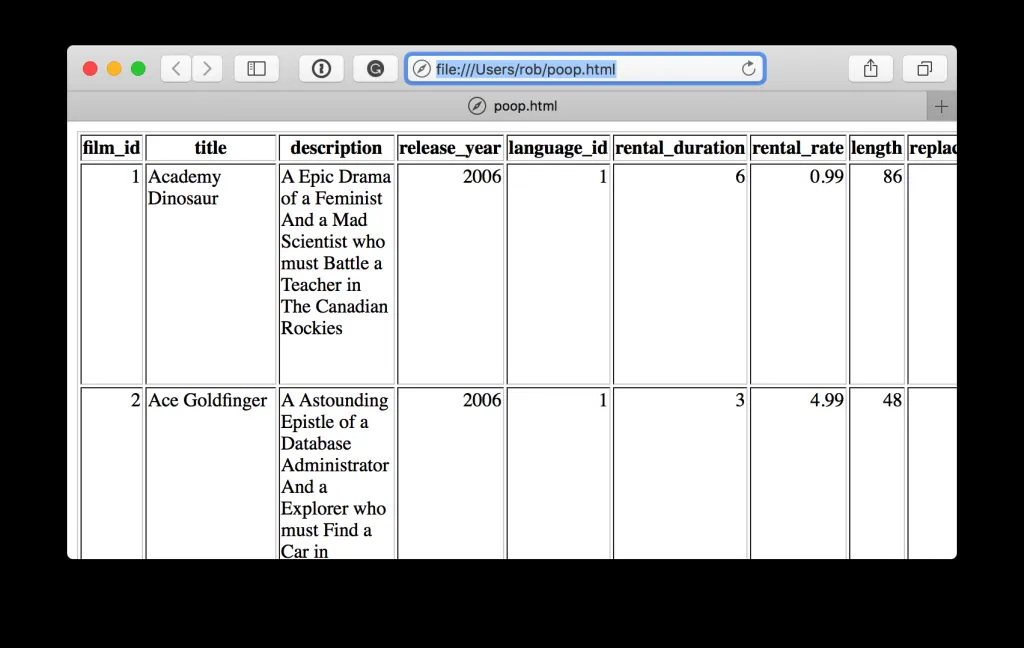 file:///Users/rob/poop.html
poop.html
film_id title description release_year language_id rental_duration rental_rate length replac
1 Academy A Epic Drama 2006 1 6 0.99 86
Dinosaur of a Feminist
And a Mad
Scientist who
must Battle a
Teacher in
The Canadian
Rockies
2 Ace Goldfinger A Astounding 2006 1 3 4.99 48
Epistle of a
Database
Administrator
And a
Explorer who
must Find a
Car in